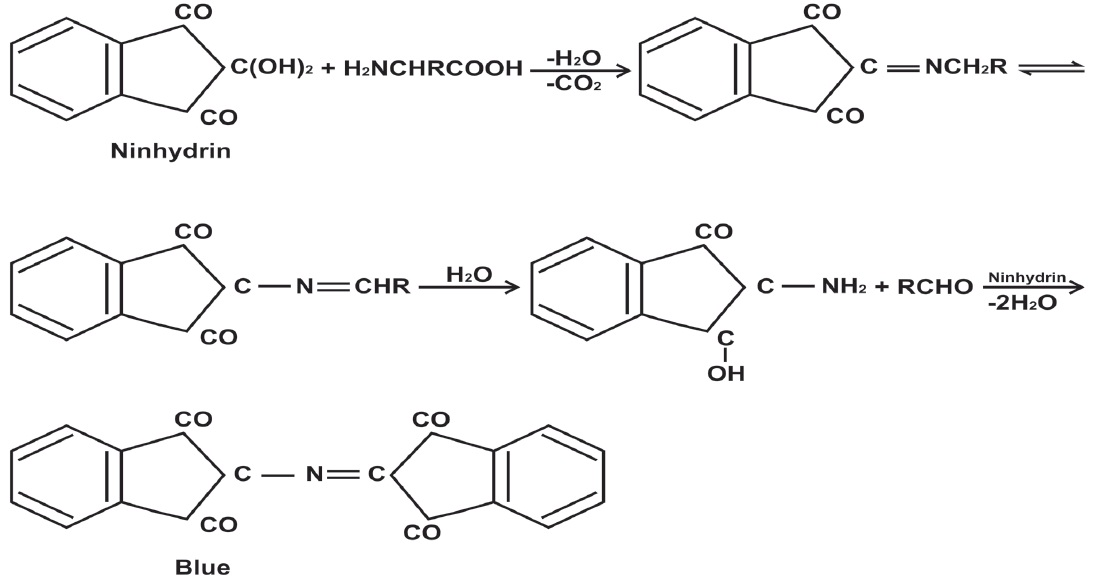 CO CO
C(OH)₂ + H₂NCHRCOOH -H₂O -CO₂ C = NCH₂R ⇌
CO CO
Ninhydrin
CO CO
C — N = CHR H₂O C — NH₂ + RCHO Ninhydrin -2H₂O
CO C
OH
CO CO
C — N = C
CO CO
Blue